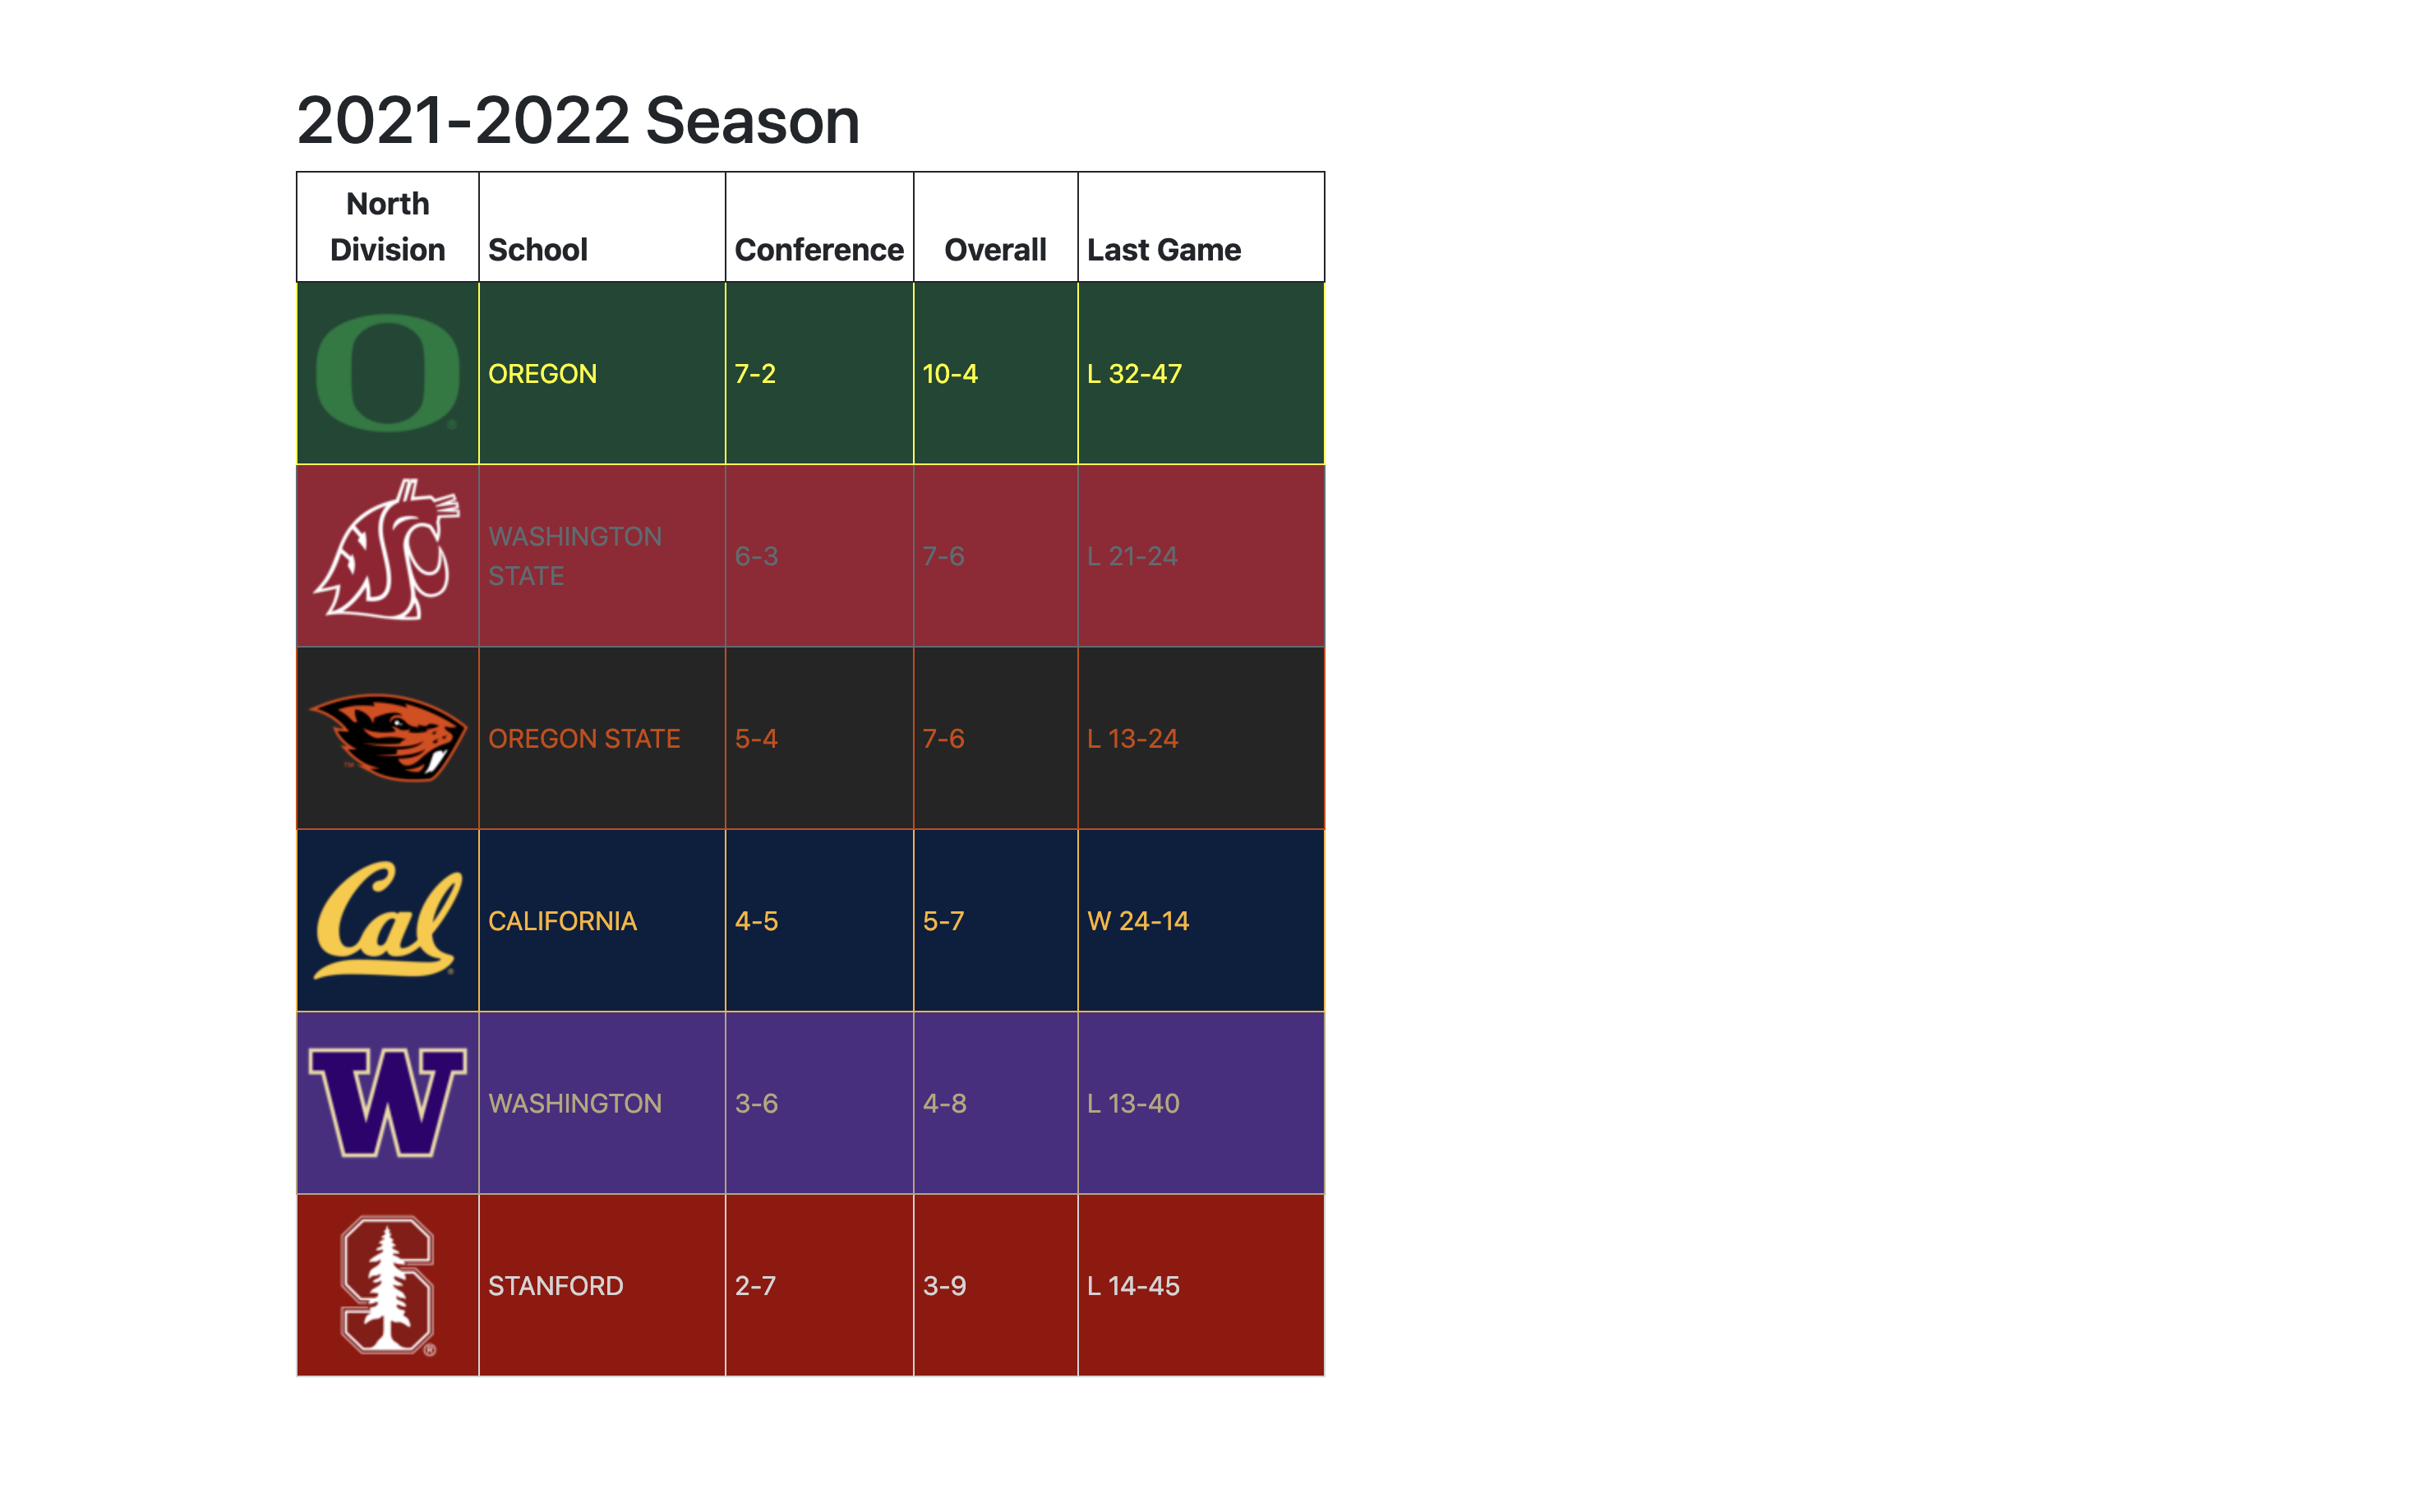 2021-2022 Season
North
Division
School
Conference
Overall
Last Game
O
®
OREGON
7-2
10-4
L 32-47
WSC
WASHINGTON
STATE
6-3
7-6
L 21-24
TM
OREGON STATE
5-4
7-6
L 13-24
Cal
CALIFORNIA
4-5
5-7
W 24-14
W
WASHINGTON
3-6
4-8
L 13-40
S
®
STANFORD
2-7
3-9
L 14-45